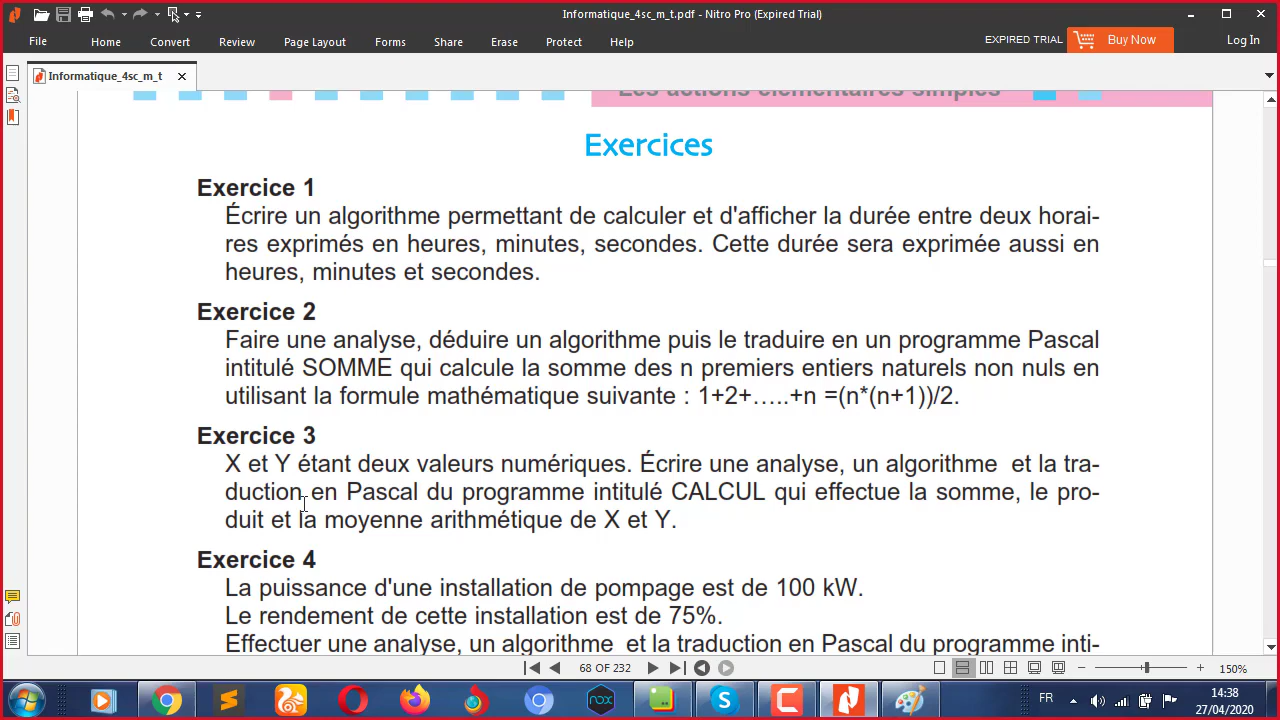 Informatique_4sc_m_t.pdf - Nitro Pro (Expired Trial)
File Home Convert Review Page Layout Forms Share Erase Protect Help EXPIRED TRIAL Buy Now Log In
Informatique_4sc_m_t
Les actions élémentaires simples
Exercices
Exercice 1
Écrire un algorithme permettant de calculer et d'afficher la durée entre deux horai-
res exprimés en heures, minutes, secondes. Cette durée sera exprimée aussi en
heures, minutes et secondes.
Exercice 2
Faire une analyse, déduire un algorithme puis le traduire en un programme Pascal
intitulé SOMME qui calcule la somme des n premiers entiers naturels non nuls en
utilisant la formule mathématique suivante : 1+2+.....+n =(n*(n+1))/2.
Exercice 3
X et Y étant deux valeurs numériques. Écrire une analyse, un algorithme et la tra-
duction en Pascal du programme intitulé CALCUL qui effectue la somme, le pro-
duit et la moyenne arithmétique de X et Y.
Exercice 4
La puissance d'une installation de pompage est de 100 kW.
Le rendement de cette installation est de 75%.
Effectuer une analyse, un algorithme et la traduction en Pascal du programme inti-
68 OF 232 150%
nox
FR 14:38
27/04/2020